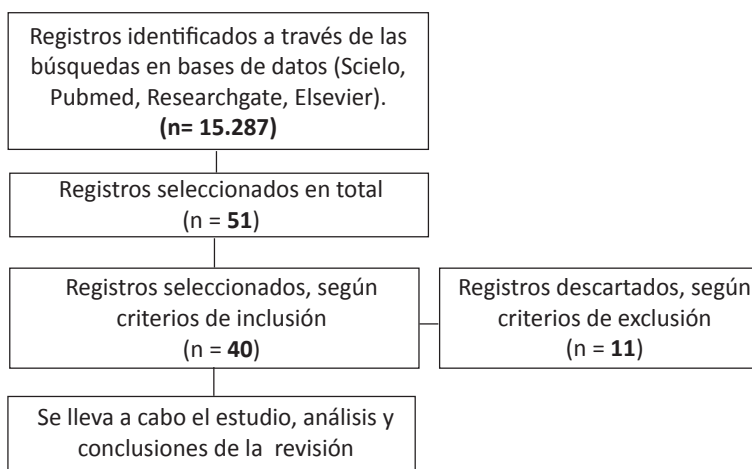 Registros identificados a través de las
búsquedas en bases de datos (Scielo,
Pubmed, Researchgate, Elsevier).
(n= 15.287)
Registros seleccionados en total
(n = 51)
Registros seleccionados, según
criterios de inclusión
(n = 40)
Registros descartados, según
criterios de exclusión
(n = 11)
Se lleva a cabo el estudio, análisis y
conclusiones de la revisión